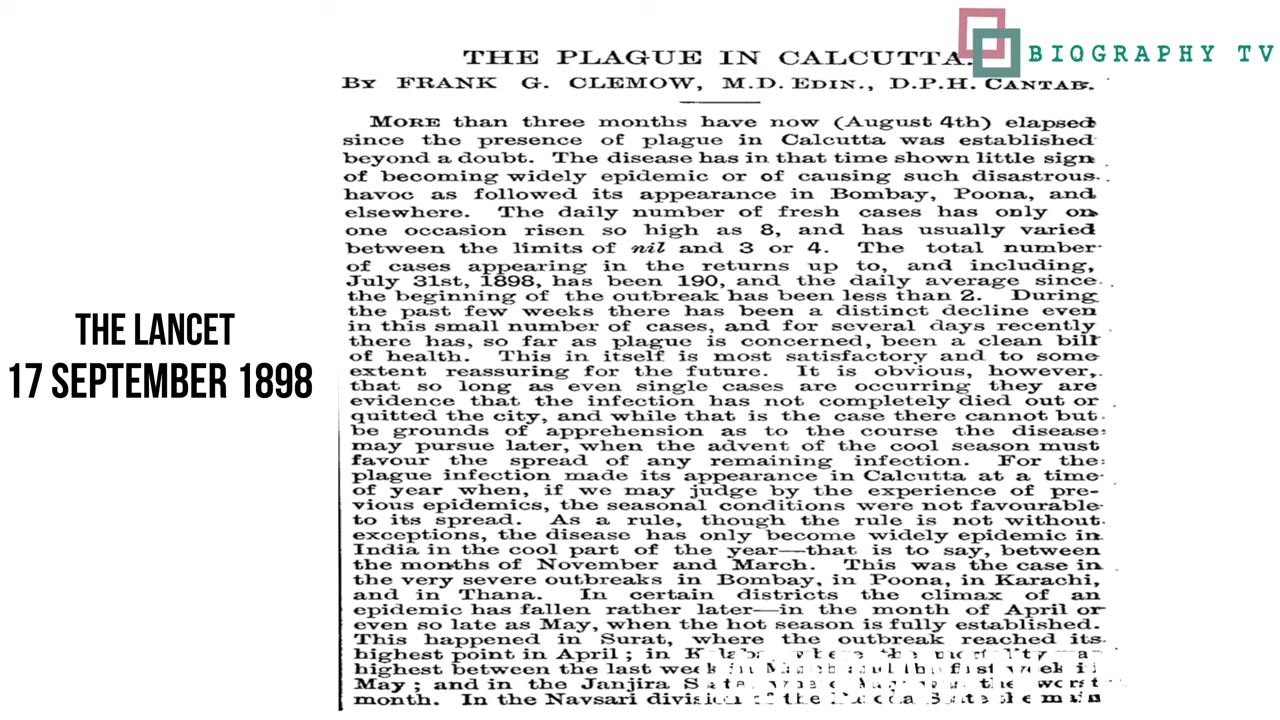 BIOGRAPHY TV
THE LANCET
17 SEPTEMBER 1898
THE PLAGUE IN CALCUTTA.
BY FRANK G. CLEMOW, M.D. EDIN., D.P.H. CANTAB.
MORE than three months have now (August 4th) elapsed
since the presence of plague in Calcutta was established
beyond a doubt. The disease has in that time shown little sign
of becoming widely epidemic or of causing such disastrous
havoc as followed its appearance in Bombay, Poona, and
elsewhere. The daily number of fresh cases has only on
one occasion risen so high as 8, and has usually varied
between the limits of nil and 3 or 4. The total number
of cases appearing in the returns up to, and including,
July 31st, 1898, has been 190, and the daily average since
the beginning of the outbreak has been less than 2. During
the past few weeks there has been a distinct decline even
in this small number of cases, and for several days recently
there has, so far as plague is concerned, been a clean bill
of health. This in itself is most satisfactory and to some
extent reassuring for the future. It is obvious, however,
that so long as even single cases are occurring they are
evidence that the infection has not completely died out or
quitted the city, and while that is the case there cannot but
be grounds of apprehension as to the course the disease
may pursue later, when the advent of the cool season must
favour the spread of any remaining infection. For the
plague infection made its appearance in Calcutta at a time
of year when, if we may judge by the experience of pre-
vious epidemics, the seasonal conditions were not favourable
to its spread. As a rule, though the rule is not without
exceptions, the disease has only become widely epidemic in
India in the cool part of the year—that is to say, between
the months of November and March. This was the case in
the very severe outbreaks in Bombay, in Poona, in Karachi,
and in Thana. In certain districts the climax of an
epidemic has fallen rather later—in the month of April or
even so late as May, when the hot season is fully established.
This happened in Surat, where the outbreak reached its
highest point in April; in where the
highest between the last week in March and the first week in
May; and in the Janjira State, where the worst
month. In the Navsari division of the State the